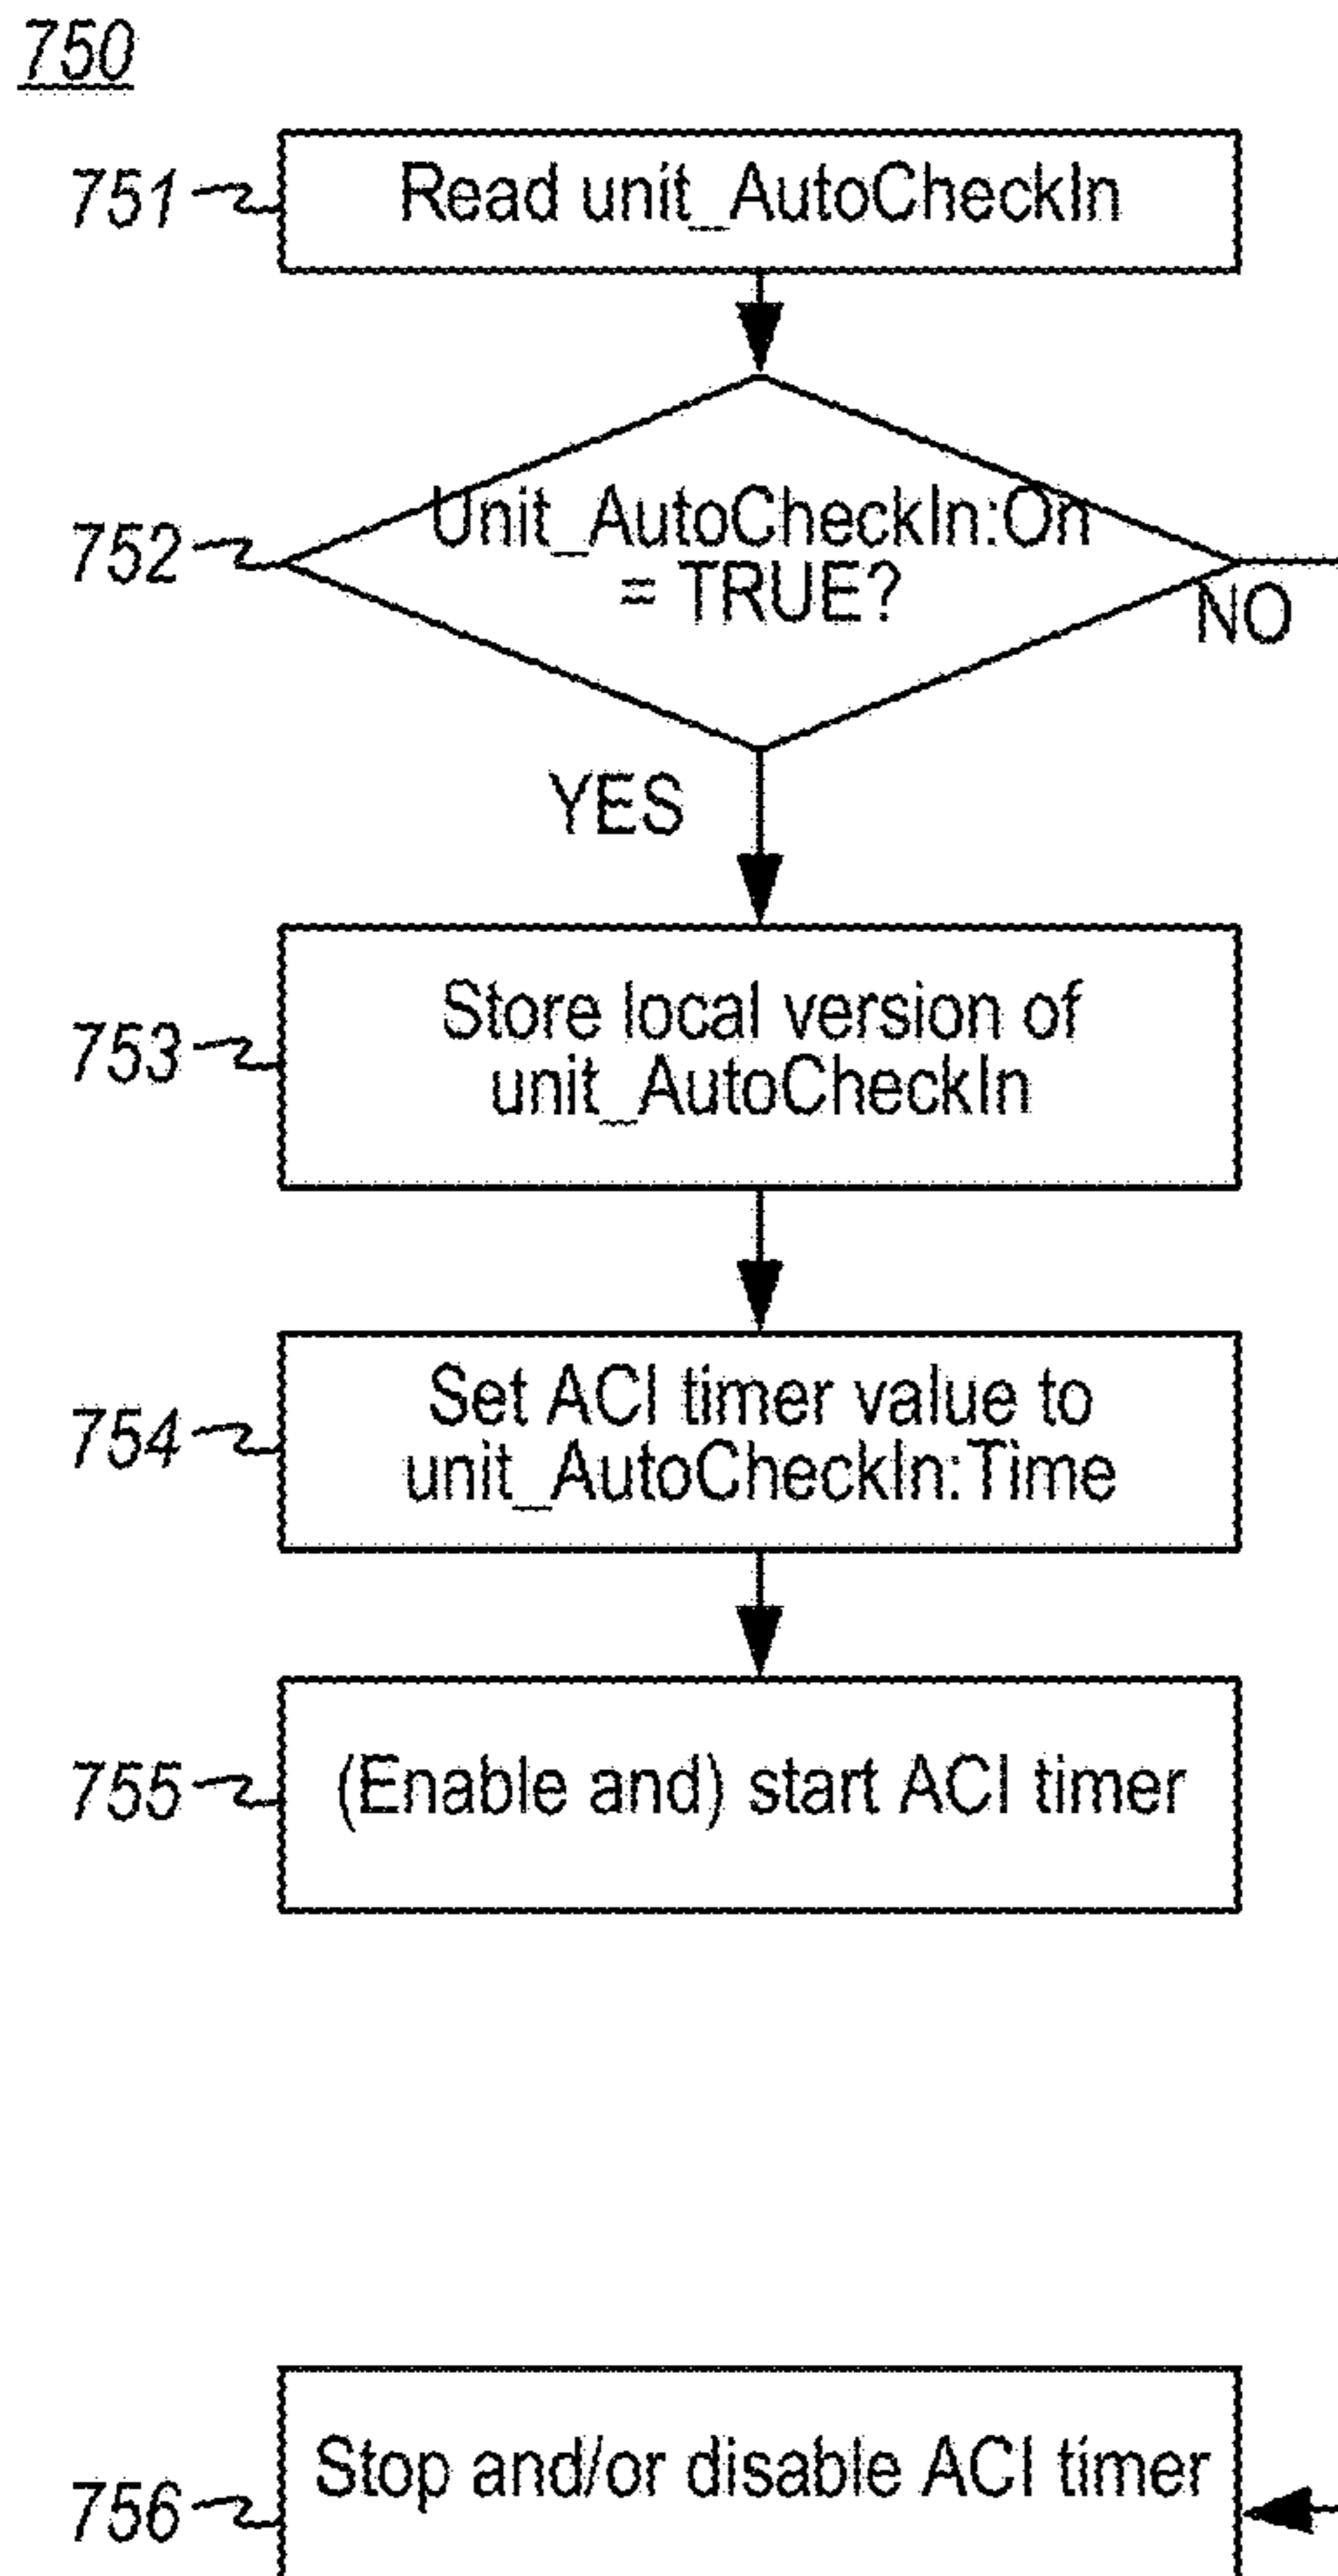 750
751
Read unit_AutoCheckIn
752
Unit_AutoCheckIn:On
= TRUE?
NO
YES
753
Store local version of
unit_AutoCheckIn
754
Set ACI timer value to
unit_AutoCheckIn:Time
755
(Enable and) start ACI timer
756
Stop and/or disable ACI timer